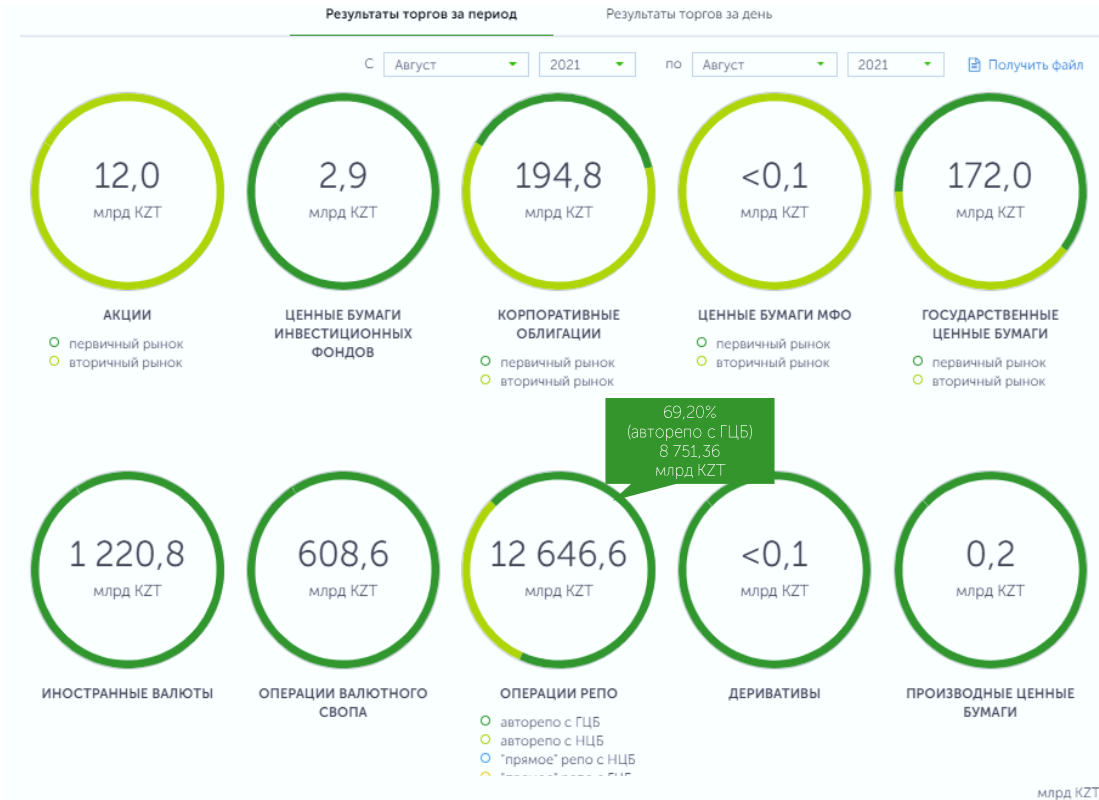 Результаты торгов за период
Результаты торгов за день
С Август 2021 по Август 2021 Получить файл
12,0
млрд KZT
2,9
млрд KZT
194,8
млрд KZT
<0,1
млрд KZT
172,0
млрд KZT
АКЦИИ
первичный рынок
вторичный рынок
ЦЕННЫЕ БУМАГИ
ИНВЕСТИЦИОННЫХ
ФОНДОВ
КОРПОРАТИВНЫЕ
ОБЛИГАЦИИ
первичный рынок
вторичный рынок
ЦЕННЫЕ БУМАГИ МФО
первичный рынок
вторичный рынок
ГОСУДАРСТВЕННЫЕ
ЦЕННЫЕ БУМАГИ
первичный рынок
вторичный рынок
69,20%
(авторепо с ГЦБ)
8 751,36
млрд KZT
1 220,8
млрд KZT
608,6
млрд KZT
12 646,6
млрд KZT
<0,1
млрд KZT
0,2
млрд KZT
ИНОСТРАННЫЕ ВАЛЮТЫ
ОПЕРАЦИИ ВАЛЮТНОГО
СВОПА
ОПЕРАЦИИ РЕПО
авторепо с ГЦБ
авторепо с НЦБ
"прямое" репо с НЦБ
ДЕРИВАТИВЫ
ПРОИЗВОДНЫЕ ЦЕННЫЕ
БУМАГИ
млрд KZT